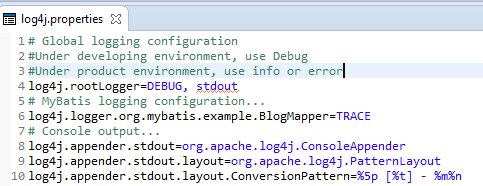 log4j.properties
1 # Global logging configuration
2 #Under developing environment, use Debug
3 #Under product environment, use info or error
4 log4j.rootLogger=DEBUG, stdout
5 # MyBatis logging configuration...
6 log4j.logger.org.mybatis.example.BlogMapper=TRACE
7 # Console output...
8 log4j.appender.stdout=org.apache.log4j.ConsoleAppender
9 log4j.appender.stdout.layout=org.apache.log4j.PatternLayout
10 log4j.appender.stdout.layout.ConversionPattern=%5p [%t] - %m%n